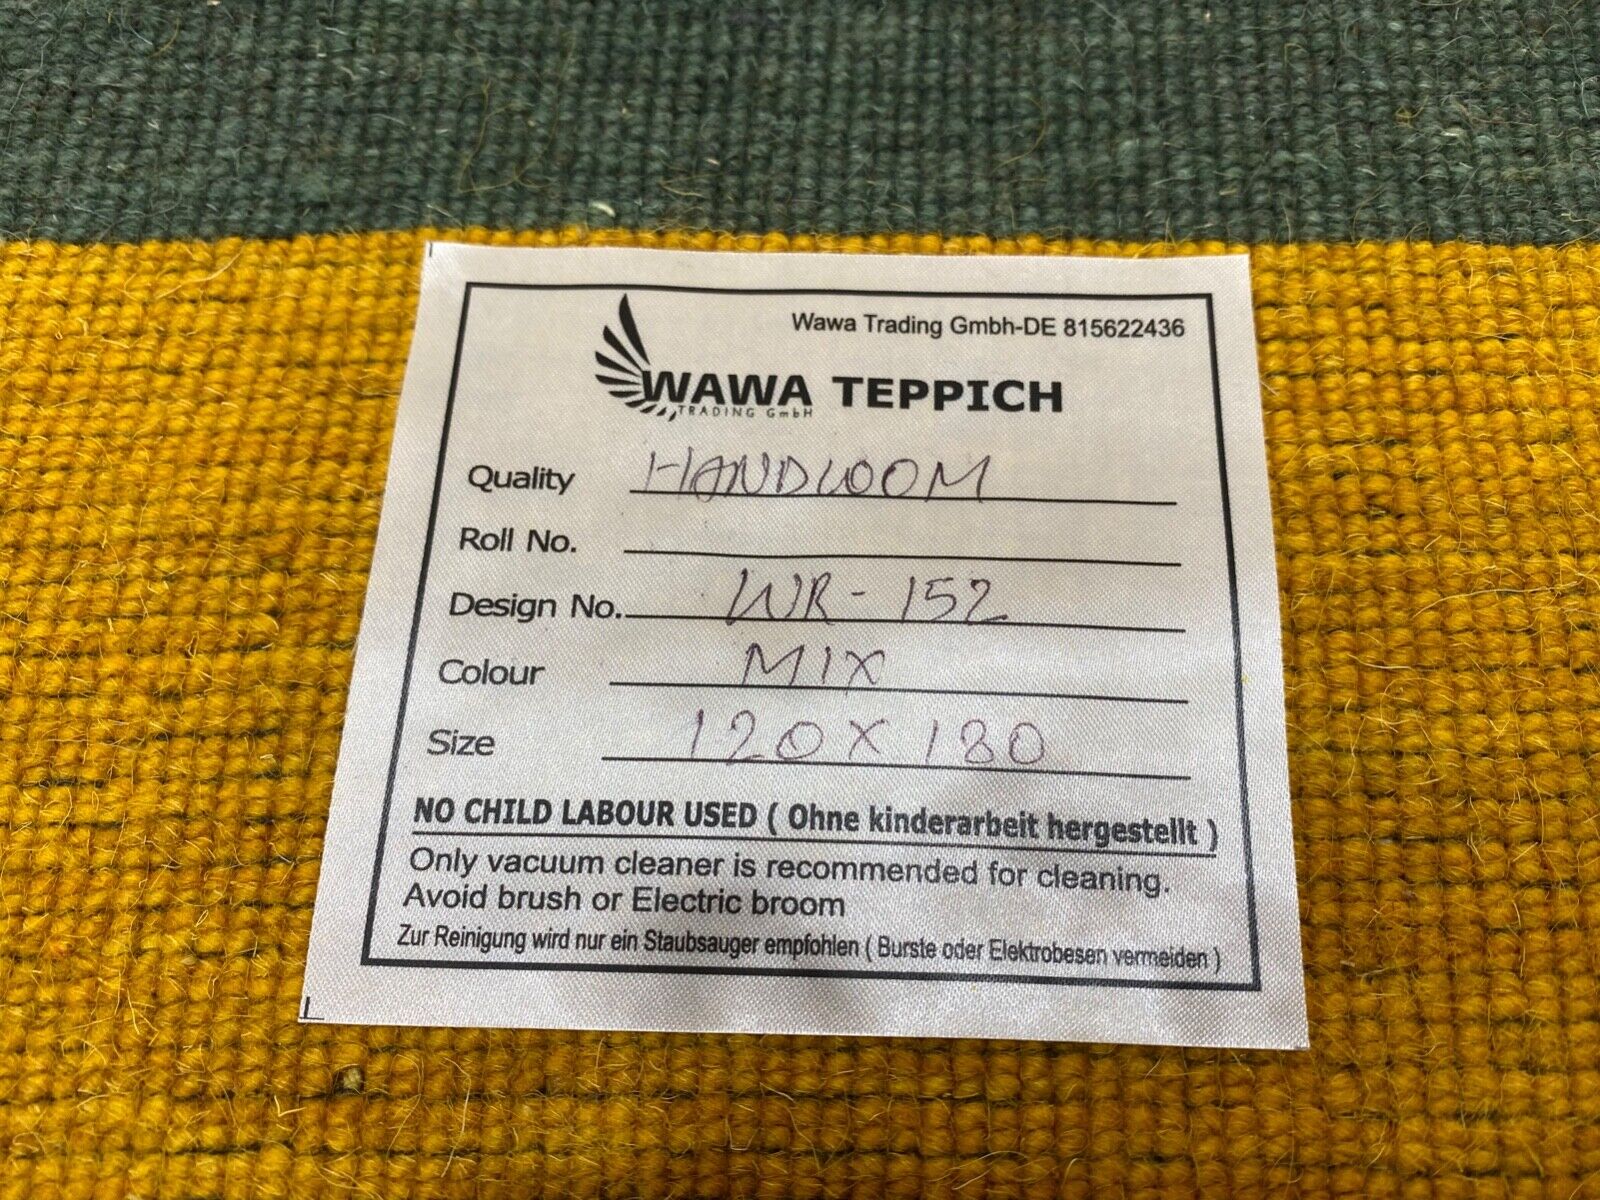 Wawa Trading Gmbh-DE 815622436
WAWA TEPPICH
TRADING GmbH
Quality HANDLOOM
Roll No.
Design No. WR-152
Colour MIX
Size 120X180
NO CHILD LABOUR USED ( Ohne kinderarbeit hergestellt )
Only vacuum cleaner is recommended for cleaning.
Avoid brush or Electric broom
Zur Reinigung wird nur ein Staubsauger empfohlen ( Burste oder Elektrobesen vermeiden )